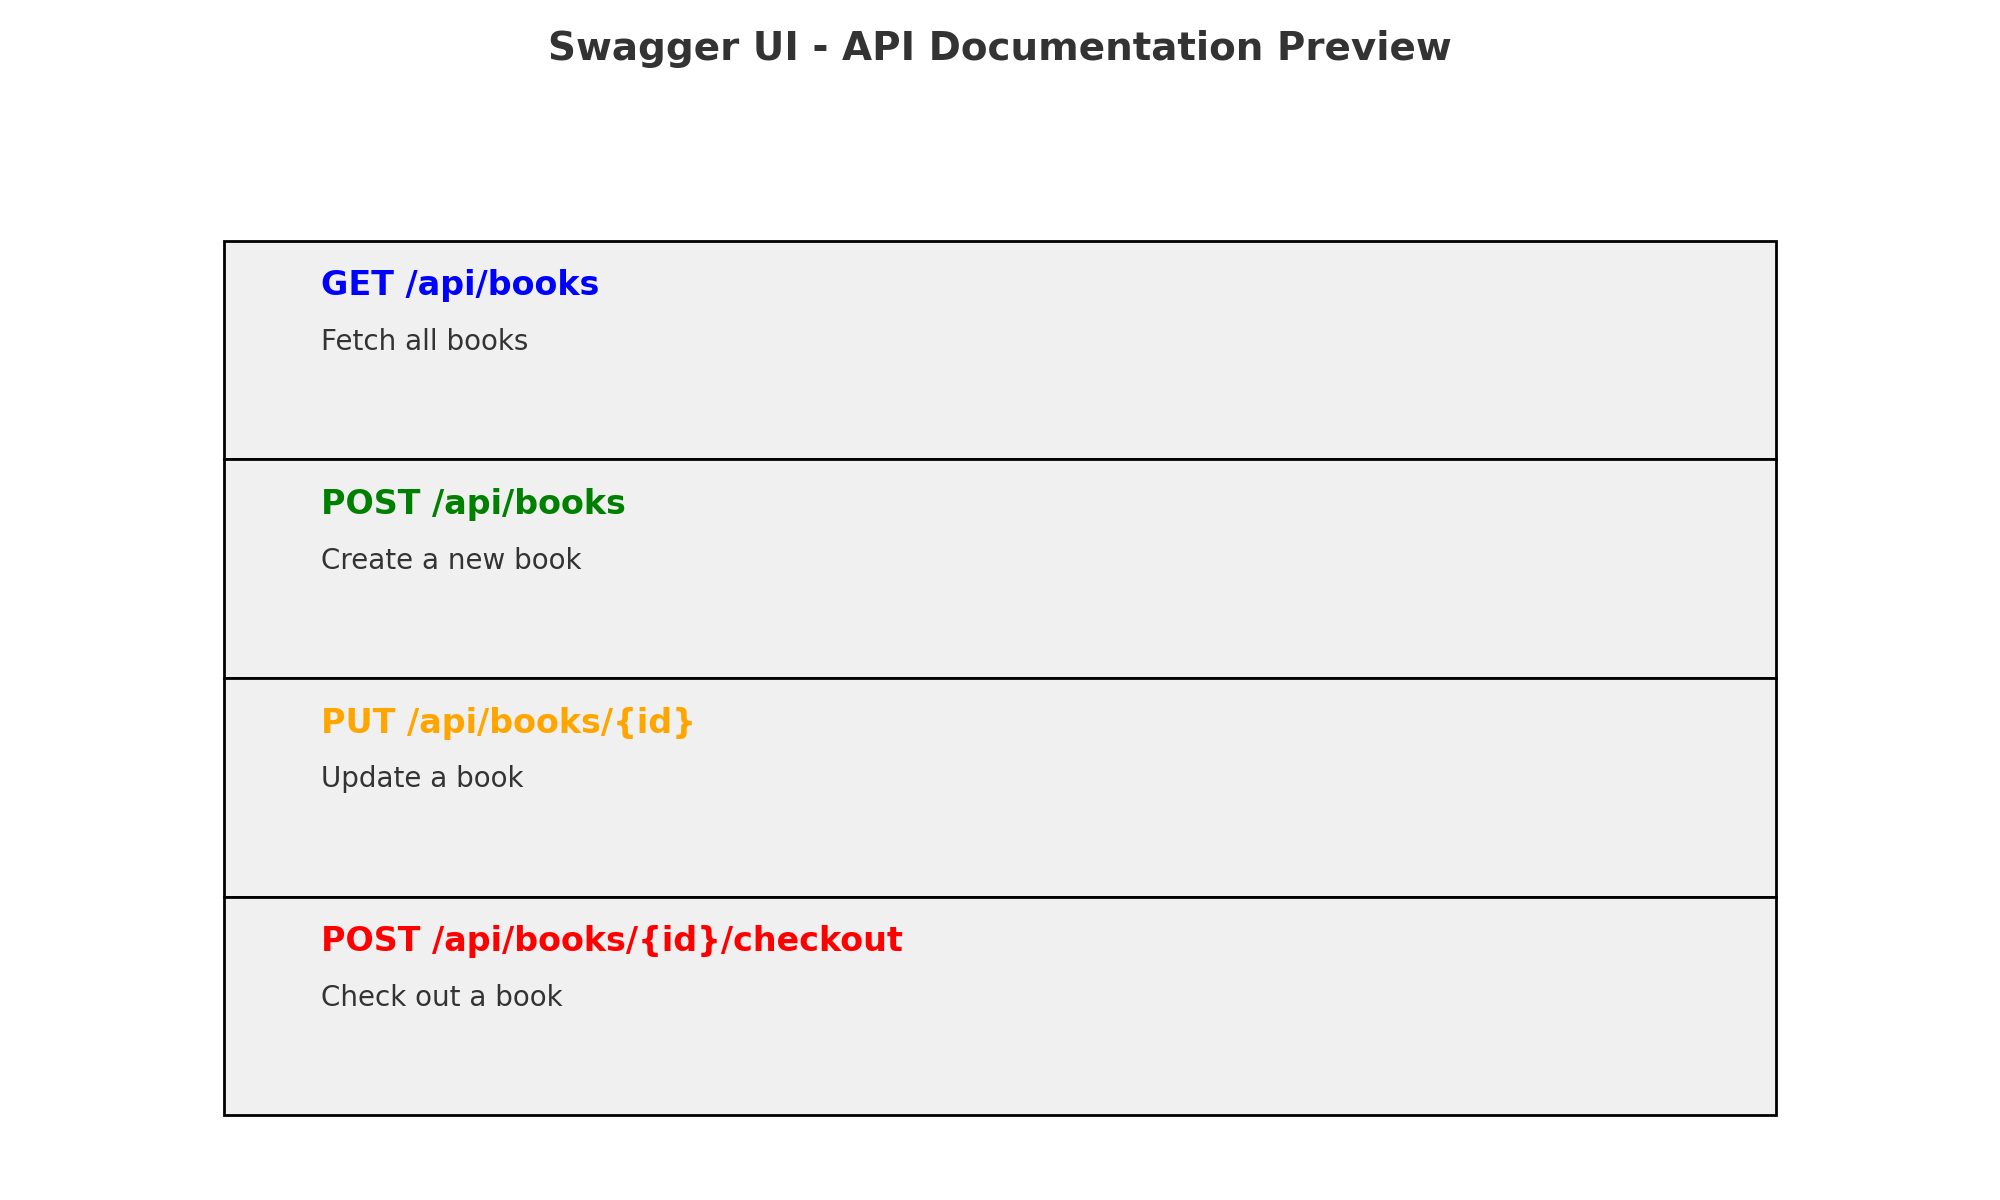 Swagger UI - API Documentation Preview
GET /api/books
Fetch all books
POST /api/books
Create a new book
PUT /api/books/{id}
Update a book
POST /api/books/{id}/checkout
Check out a book